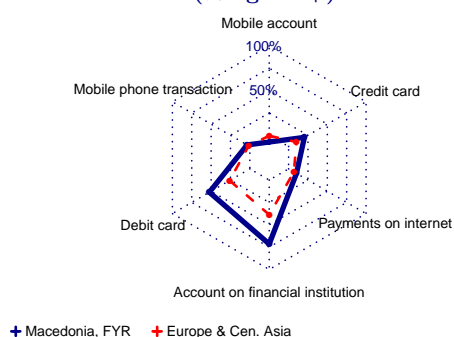 Mobile account
100%
Mobile phone transaction
50%
Credit card
Debit card
Payments on internet
Account on financial institution
Macedonia, FYR
Europe & Cen. Asia